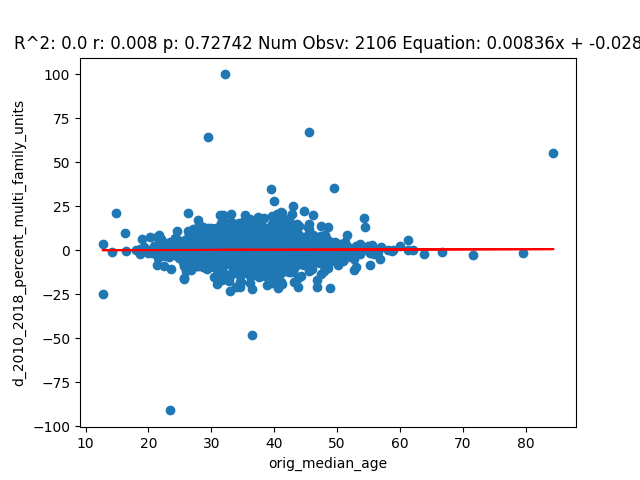 R^2: 0.0 r: 0.008 p: 0.72742 Num Obsv: 2106 Equation: 0.00836x + -0.028
d_2010_2018_percent_multi_family_units
100
75
50
25
0
−25
−50
−75
−100
10 20 30 40 50 60 70 80
orig_median_age